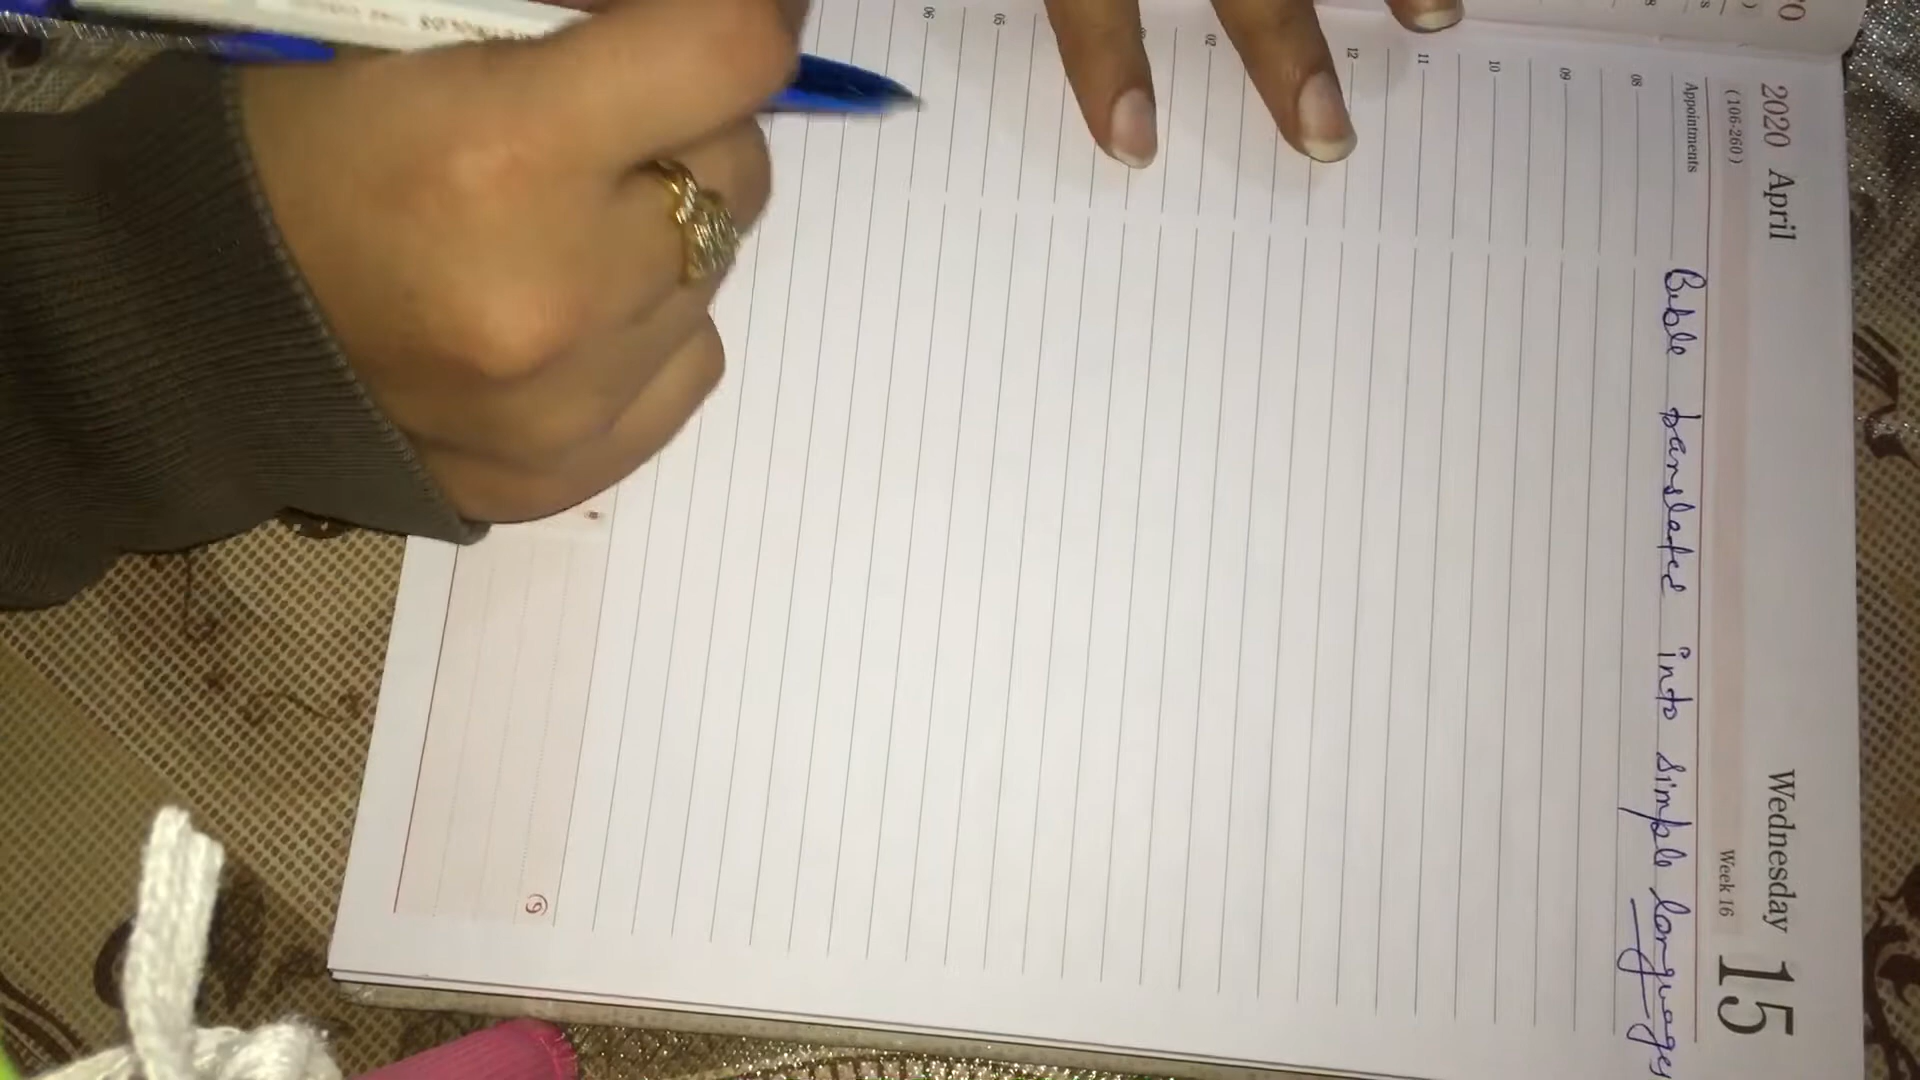 2020 April Wednesday 15
(106-260) Week 16
Appointments
Bible translated into simple languages
08
09
10
11
12
02
05
06